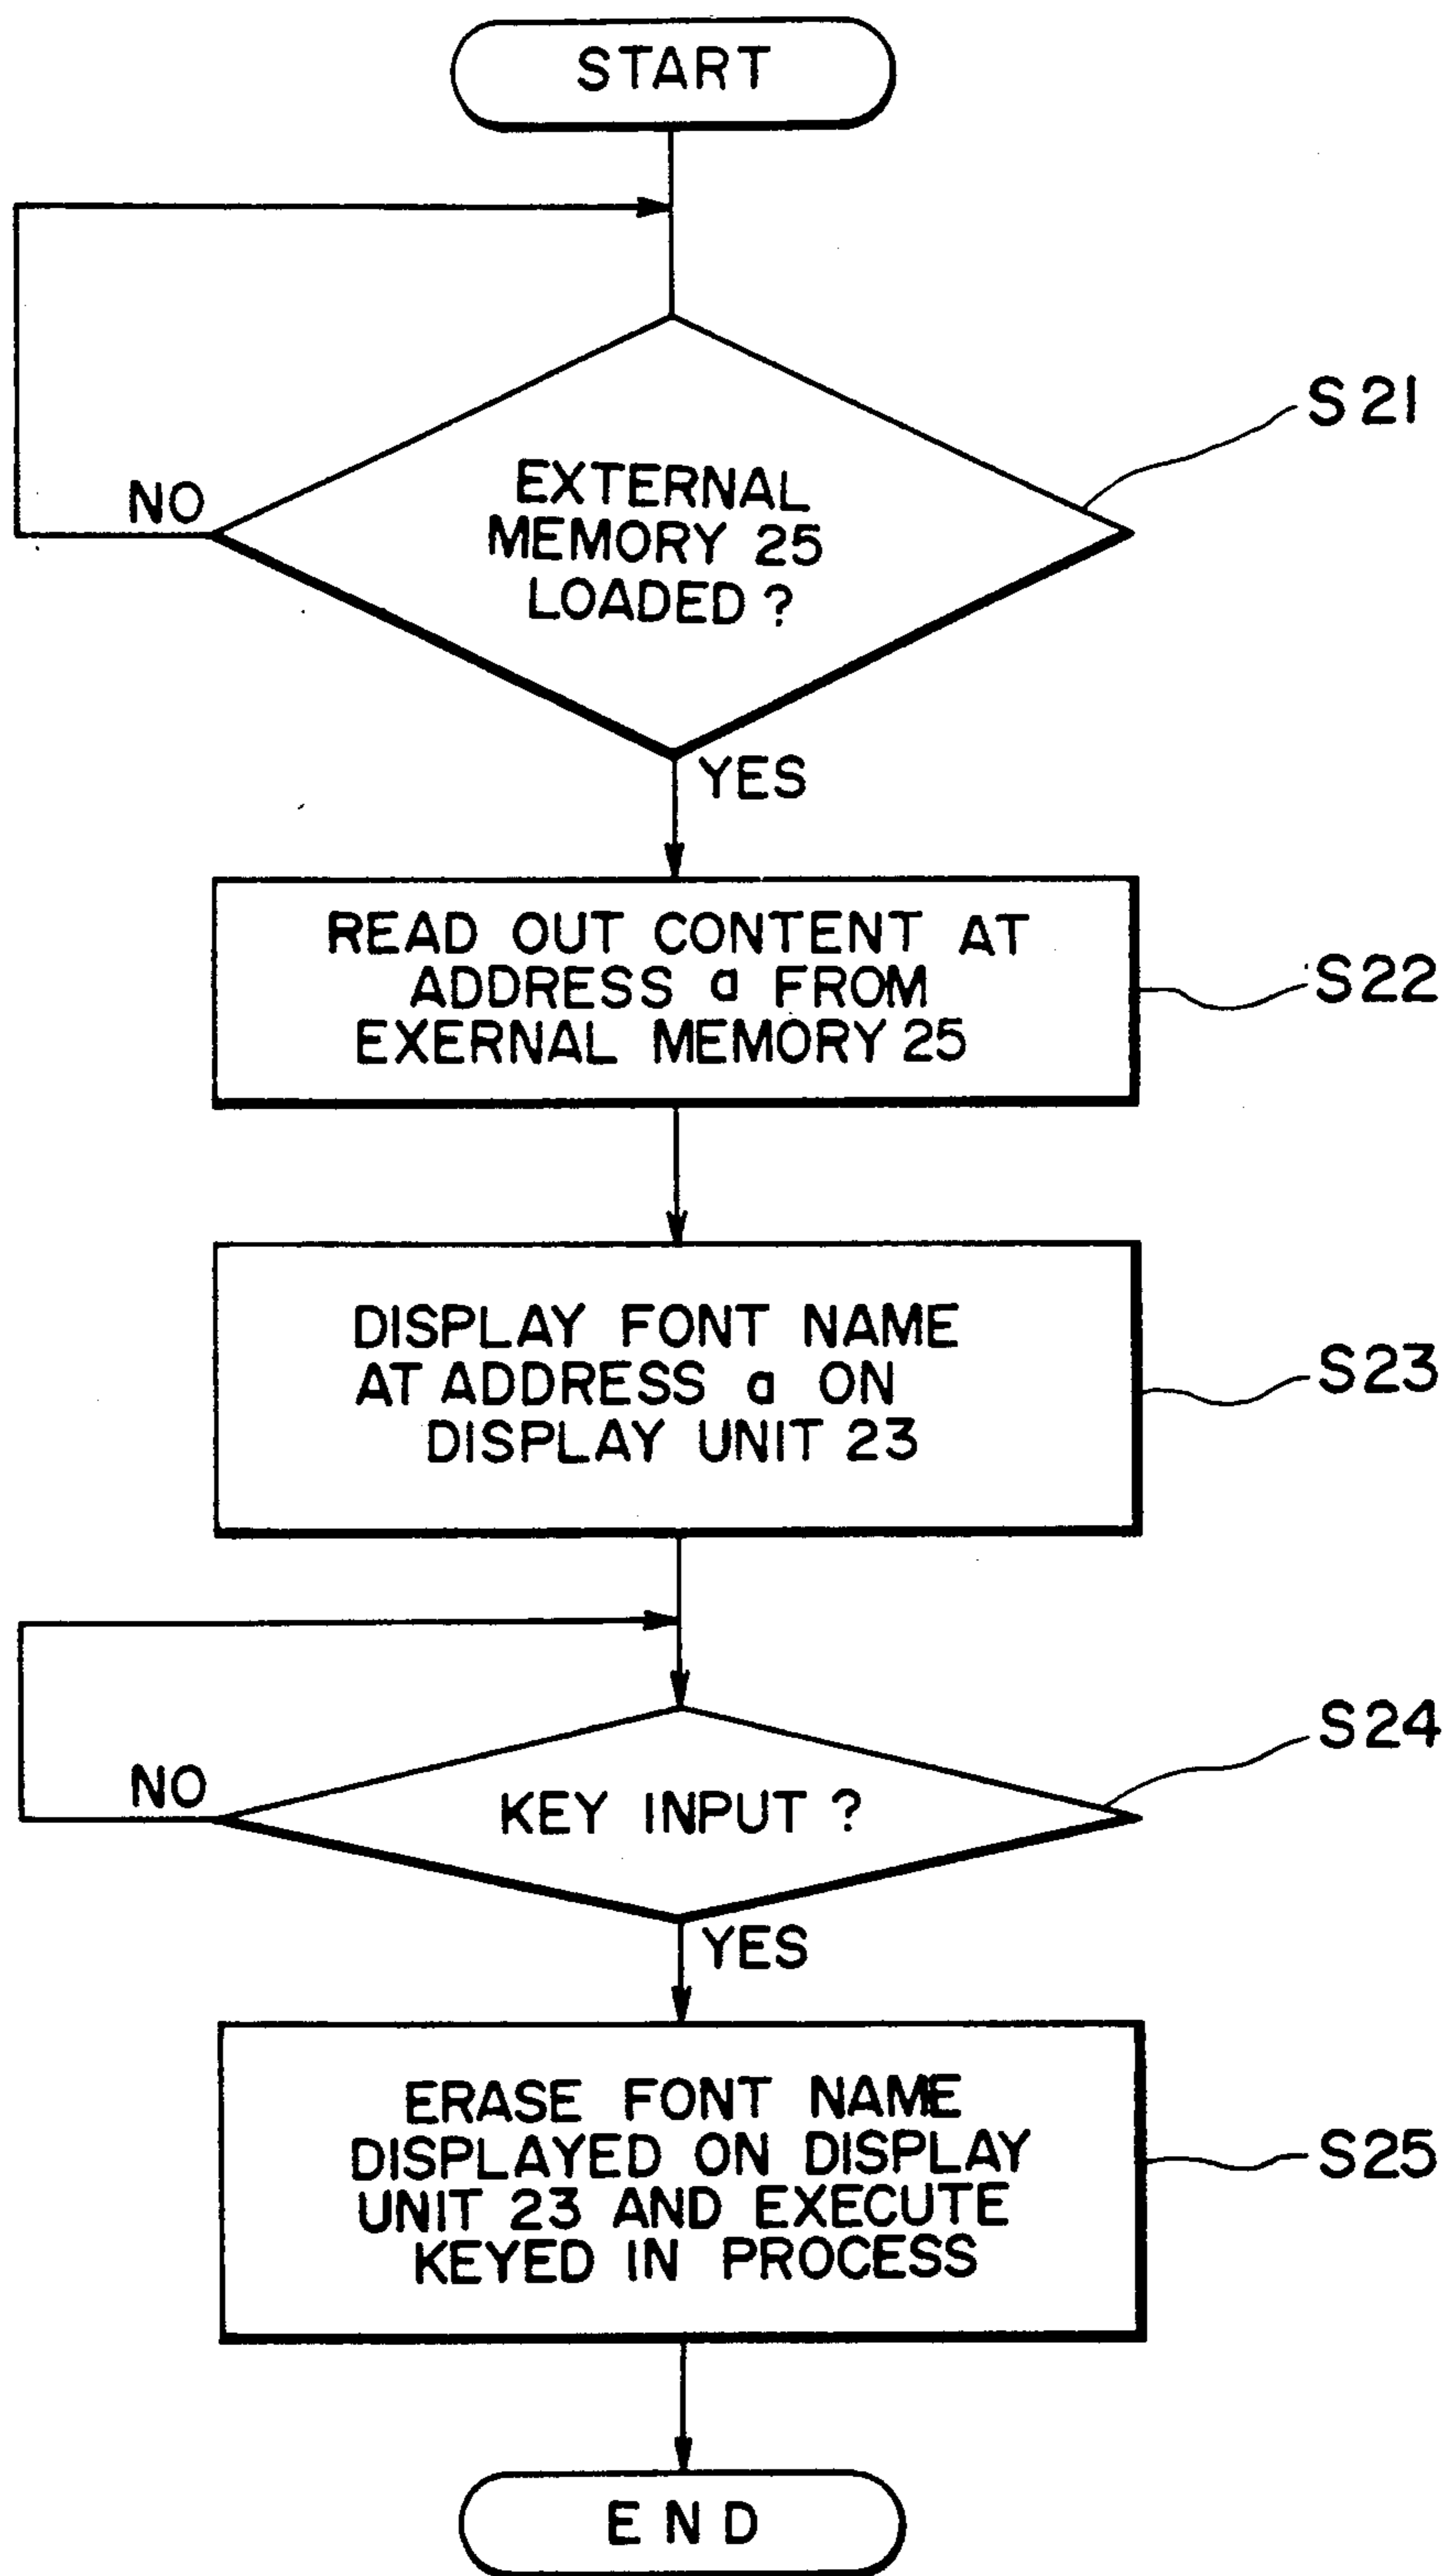 START
S21
EXTERNAL
MEMORY 25
LOADED ?
NO
YES
READ OUT CONTENT AT
ADDRESS a FROM
EXERNAL MEMORY 25
S22
DISPLAY FONT NAME
AT ADDRESS a ON
DISPLAY UNIT 23
S23
S24
NO
KEY INPUT ?
YES
ERASE FONT NAME
DISPLAYED ON DISPLAY
UNIT 23 AND EXECUTE
KEYED IN PROCESS
S25
END